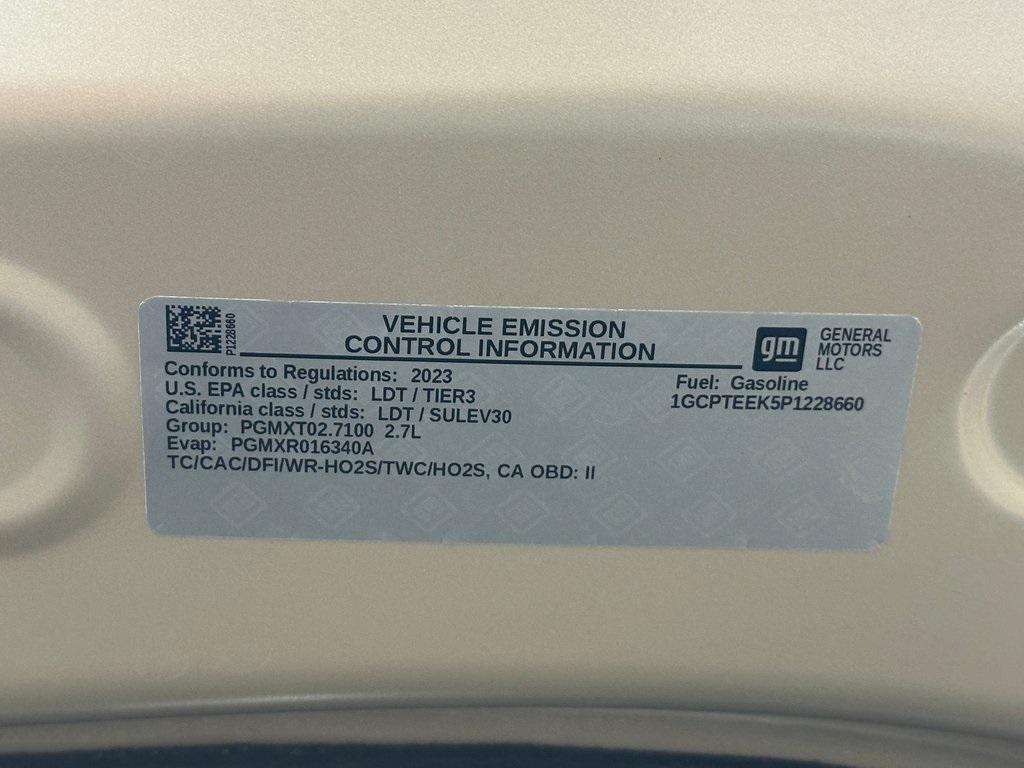 P1228660
VEHICLE EMISSION
CONTROL INFORMATION
gm
GENERAL
MOTORS
LLC
Conforms to Regulations: 2023
U.S. EPA class / stds: LDT / TIER3
California class / stds: LDT / SULEV30
Group: PGMXT02.7100 2.7L
Evap: PGMXR016340A
TC/CAC/DFI/WR-HO2S/TWC/HO2S, CA OBD: II
Fuel: Gasoline
1GCPTEEK5P1228660